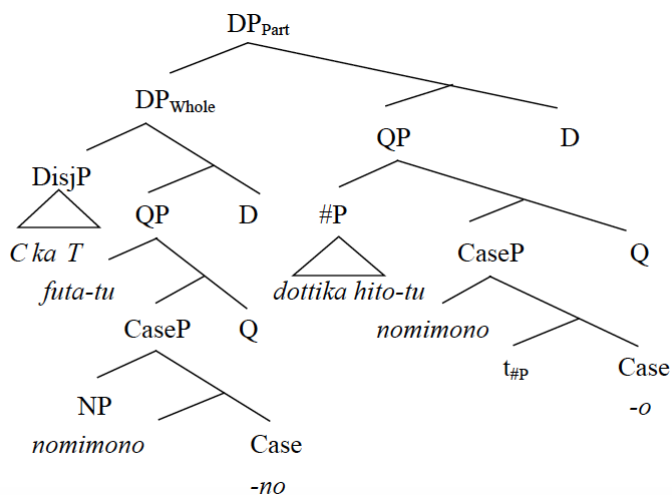 DPPart
DPWhole
QP D
DisjP
QP D #P
C ka T CaseP Q
futa-tu dottika hito-tu
CaseP Q nomimono
t#P Case
NP -o
nomimono Case
-no